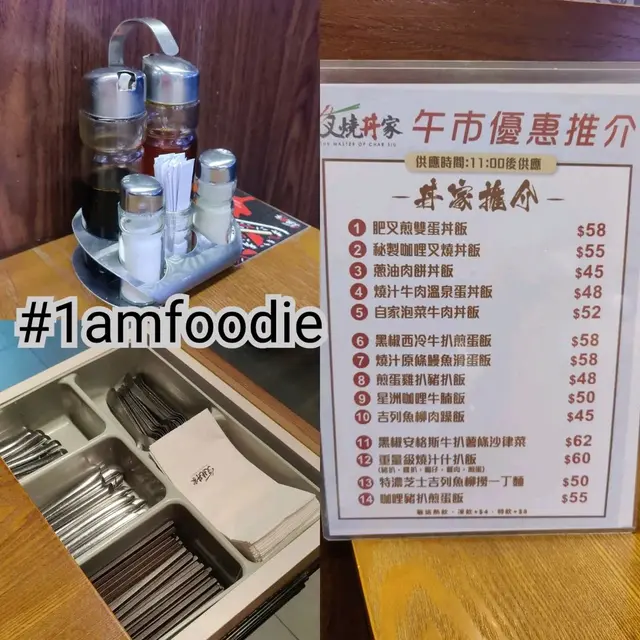 #1amfoodie
叉燒丼家
THE MASTER OF CHAR SIU
午市優惠推介
供應時間:11:00後供應
丼家推介
1 肥叉煎雙蛋丼飯 $58
2 秘製咖哩叉燒丼飯 $55
3 蔥油肉餅丼飯 $45
4 燒汁牛肉溫泉蛋丼飯 $48
5 自家泡菜牛肉丼飯 $52
6 黑椒西冷牛扒煎蛋飯 $58
7 燒汁原條鰻魚滑蛋飯 $58
8 煎蛋雞扒豬扒飯 $48
9 星洲咖哩牛腩飯 $50
10 吉列魚柳肉醬飯 $45
11 黑椒安格斯牛扒薯條沙律菜 $62
12 重量級燒汁什扒飯 $60
13 特濃芝士吉列魚柳撈一丁麵 $50
14 咖哩豬扒煎蛋飯 $55